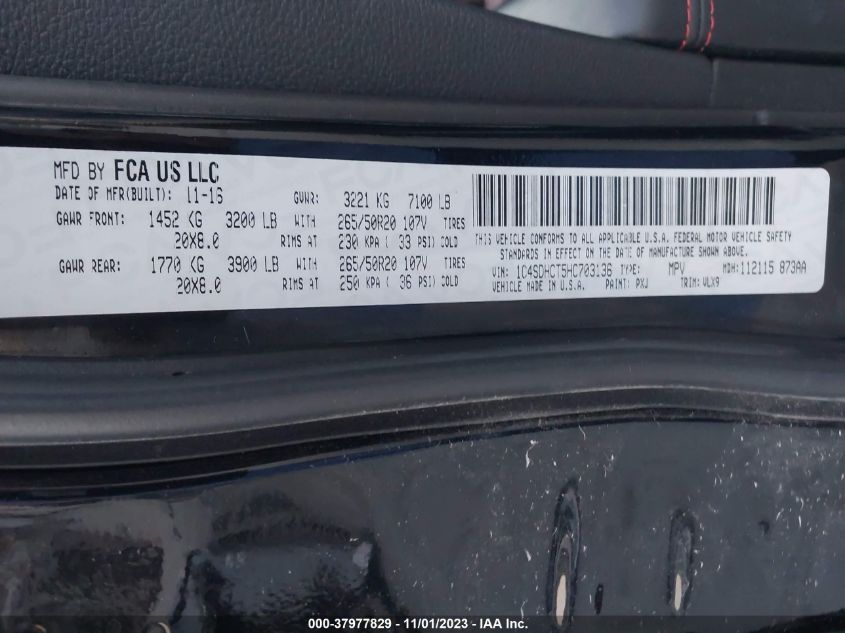 MFD BY FCA US LLC
DATE OF MFR(BUILT): 11-16 GVWR: 3221 KG 7100 LB
GAWR FRONT: 1452 KG 3200 LB WITH 265/50R20 107V TIRES
20X8.0 RIMS AT 230 KPA ( 33 PSI) COLD
GAWR REAR: 1770 KG 3900 LB WITH 265/50R20 107V TIRES
20X8.0 RIMS AT 250 KPA ( 36 PSI) COLD
THIS VEHICLE CONFORMS TO ALL APPLICABLE U.S.A. FEDERAL MOTOR VEHICLE SAFETY
STANDARDS IN EFFECT ON THE DATE OF MANUFACTURE SHOWN ABOVE.
VIN: 1C4SDHCT5HC703136 TYPE: MPV MDH: 112115 873AA
VEHICLE MADE IN U.S.A. PAINT: PXJ TRIM: VLX9
000-37977829 - 11/01/2023 - IAA Inc.